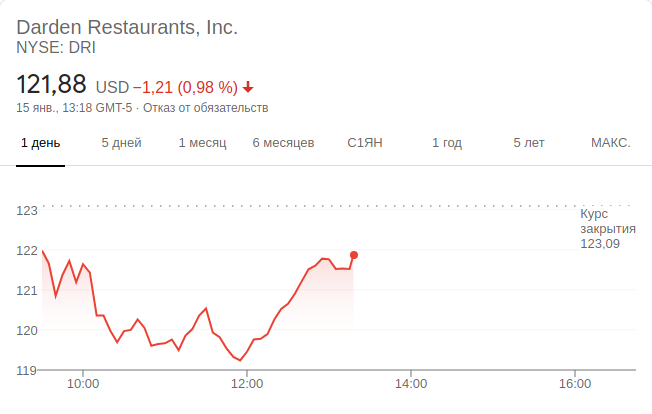 Darden Restaurants, Inc.
NYSE: DRI
121,88 USD −1,21 (0,98 %)
15 янв., 13:18 GMT-5 · Отказ от обязательств
1 день 5 дней 1 месяц 6 месяцев С1ЯН 1 год 5 лет МАКС.
123
Курс
закрытия
123,09
122
121
120
119
10:00 12:00 14:00 16:00